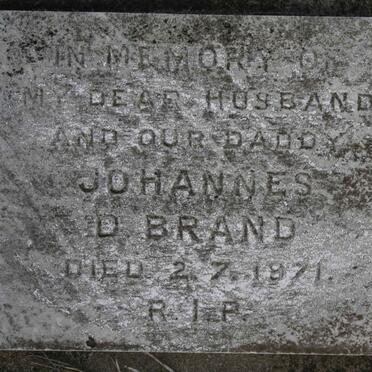 IN MEMORY OF
MY DEAR HUSBAND
AND OUR DADDY
JOHANNES
D BRAND
DIED 2.7.1971.
R.I.P.